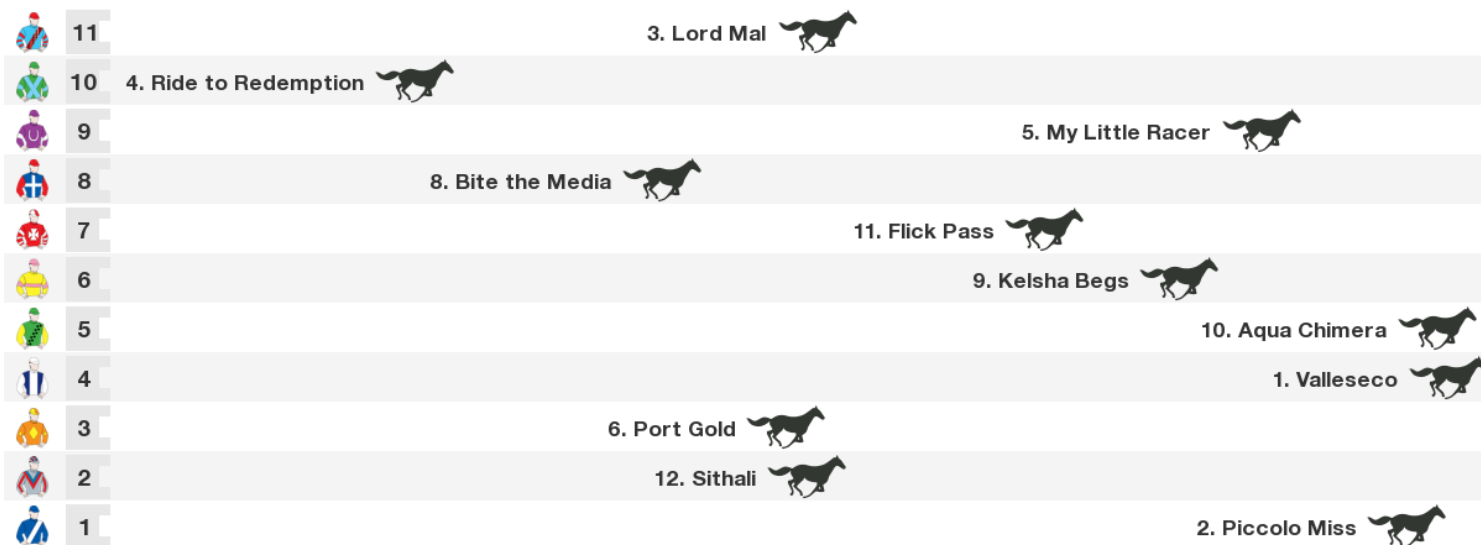 11 3. Lord Mal
10 4. Ride to Redemption
9 5. My Little Racer
8 8. Bite the Media
7 11. Flick Pass
6 9. Kelsha Begs
5 10. Aqua Chimera
4 1. Valleseco
3 6. Port Gold
2 12. Sithali
1 2. Piccolo Miss